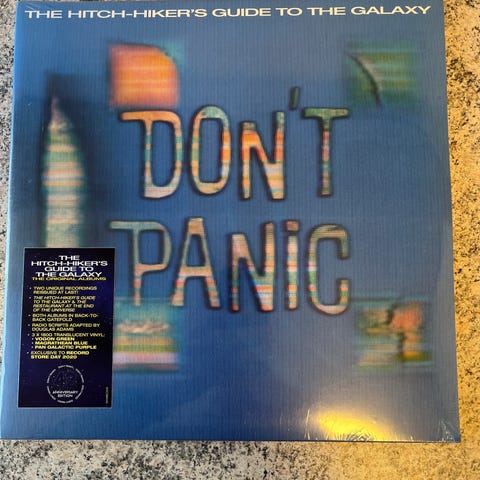 THE HITCH-HIKER'S GUIDE TO THE GALAXY
DON'T
PANiC
THE
HITCH-HIKER'S
GUIDE TO
THE GALAXY
THE ORIGINAL ALBUMS
• TWO UNIQUE RECORDINGS
REISSUED AT LAST!
• THE HITCH-HIKER'S GUIDE
TO THE GALAXY & THE
RESTAURANT AT THE END
OF THE UNIVERSE
• BOTH ALBUMS IN BACK-TO-
BACK GATEFOLD
• RADIO SCRIPTS ADAPTED BY
DOUGLAS ADAMS
• 3 X 180G TRANSLUCENT VINYL:
• VOGON GREEN
• MAGRATHEAN BLUE
• PAN GALACTIC PURPLE
• EXCLUSIVE TO RECORD
STORE DAY 2020
ANNIVERSARY
EDITION